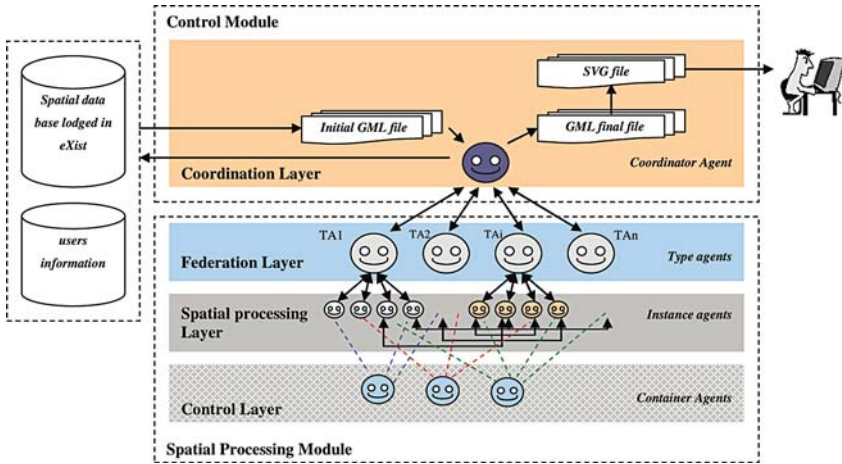 Control Module
Spatial data
base lodged in
eXist
users
information
SVG file
Initial GML file
GML final file
Coordination Layer
Coordinator Agent
TA1
TA2
TAi
TAn
Federation Layer
Type agents
Spatial processing
Layer
Instance agents
Control Layer
Container Agents
Spatial Processing Module